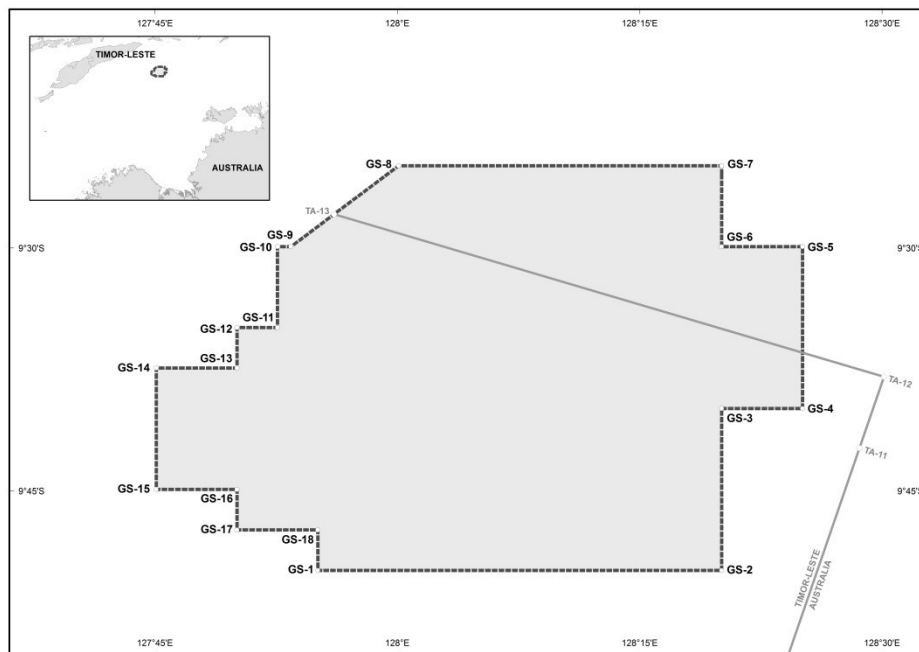 127°45'E 128°E 128°15'E 128°30'E
TIMOR-LESTE
AUSTRALIA
GS-8 GS-7
TA-13
GS-9
9°30'S GS-10 GS-6 GS-5 9°30'S
GS-11
GS-12
GS-13
GS-14
TA-12
GS-3 GS-4
TA-11
9°45'S GS-15 9°45'S
GS-16
GS-17
GS-18
GS-1 GS-2
TIMOR-LESTE
AUSTRALIA
127°45'E 128°E 128°15'E 128°30'E